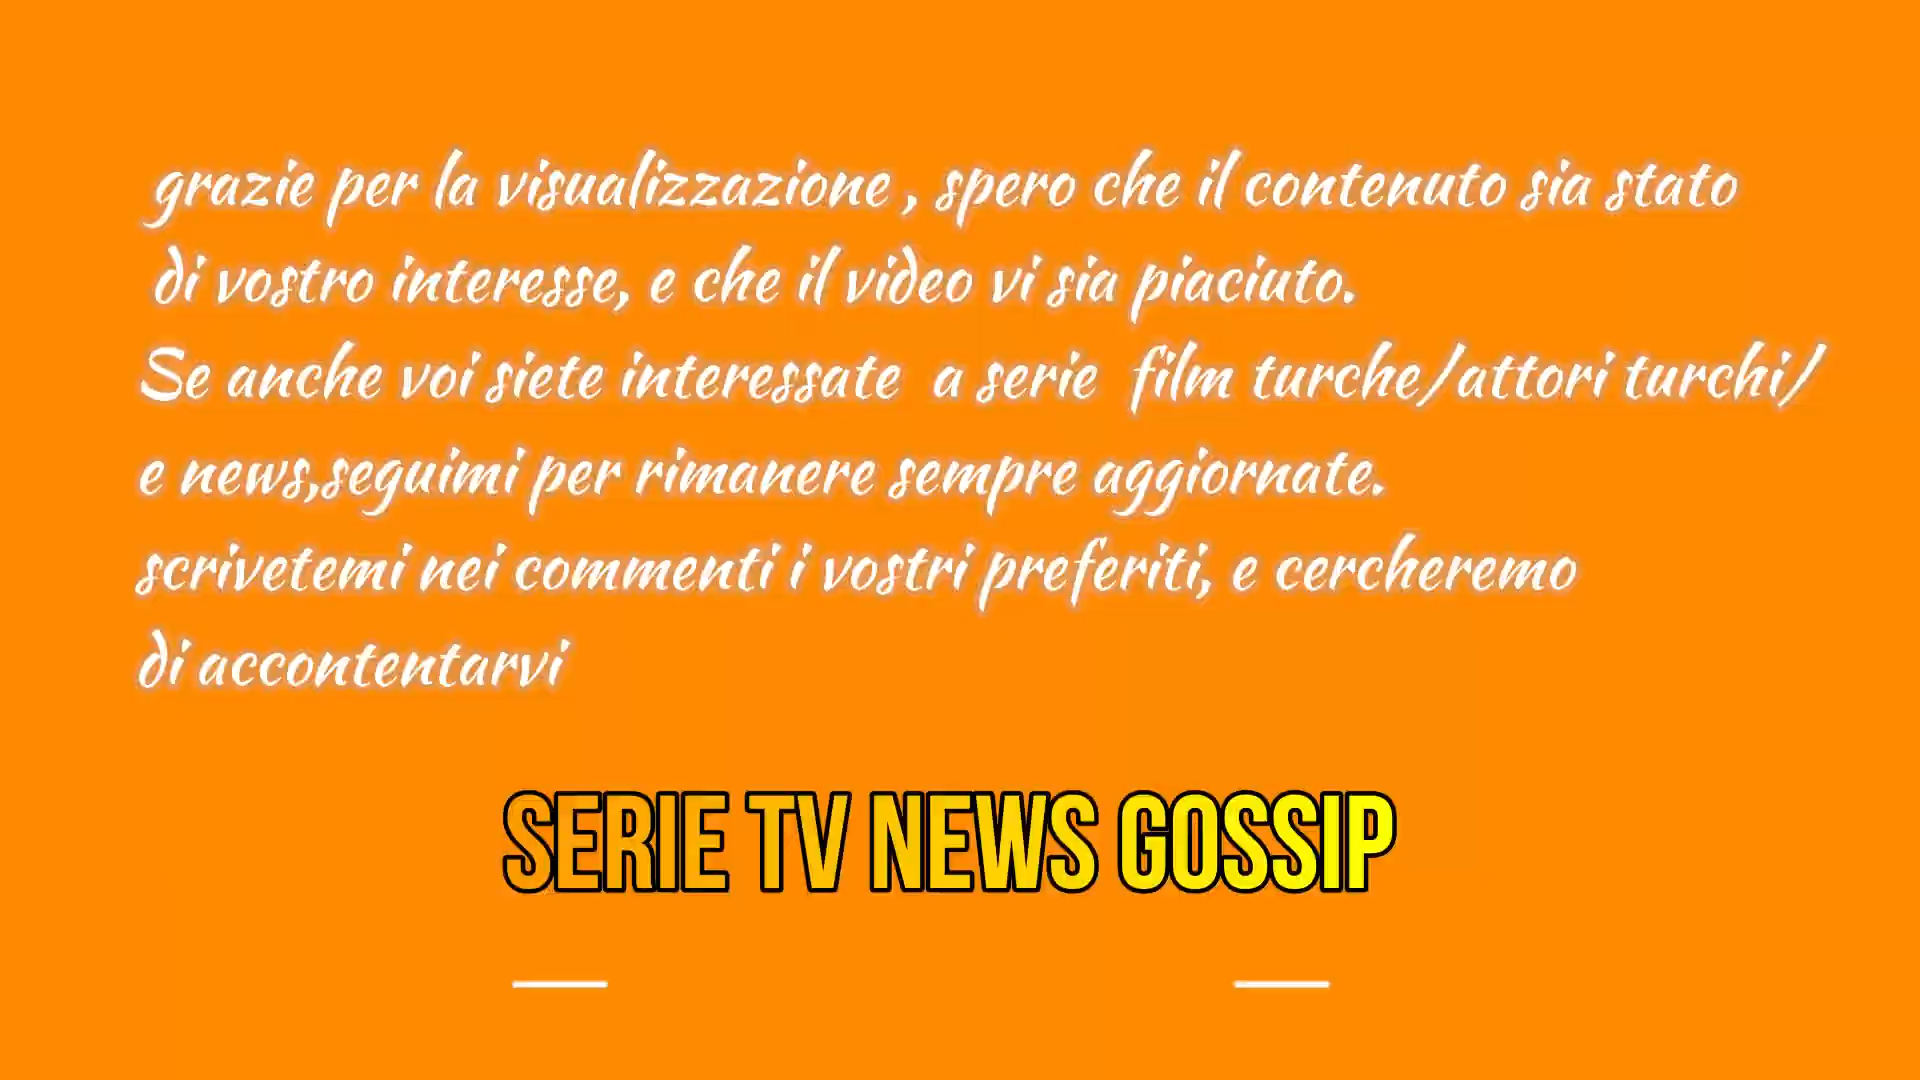 grazie per la visualizzazione , spero che il contenuto sia stato
di vostro interesse, e che il video vi sia piaciuto.
Se anche voi siete interessate a serie film turche/attori turchi/
e news,seguimi per rimanere sempre aggiornate.
scrivetemi nei commenti i vostri preferiti, e cercheremo
di accontentarvi
SERIE TV NEWS GOSSIP